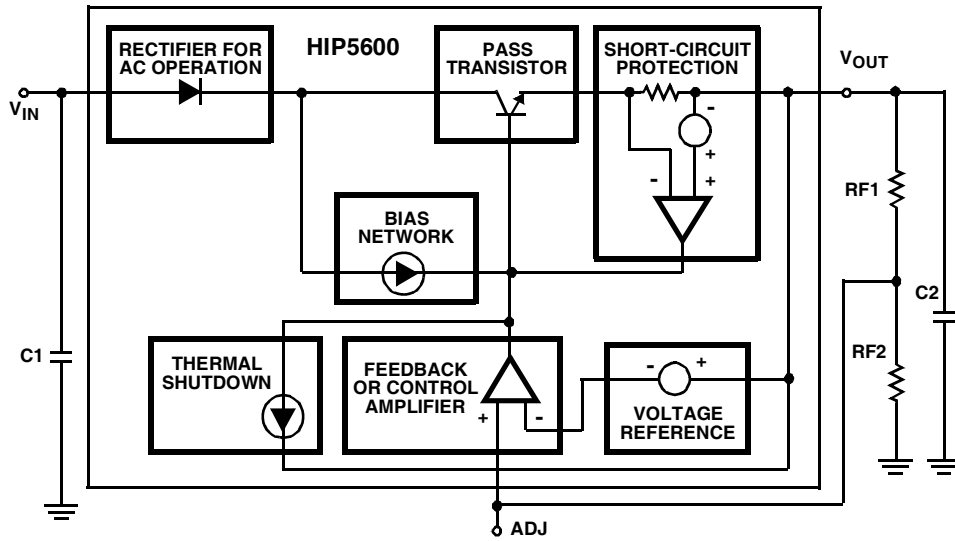 RECTIFIER FOR
AC OPERATION
HIP5600
PASS
TRANSISTOR
SHORT-CIRCUIT
PROTECTION
VOUT
VIN
-
+
-
+
RF1
BIAS
NETWORK
C2
C1
THERMAL
SHUTDOWN
FEEDBACK
OR CONTROL
AMPLIFIER
+
-
-
+
VOLTAGE
REFERENCE
RF2
ADJ